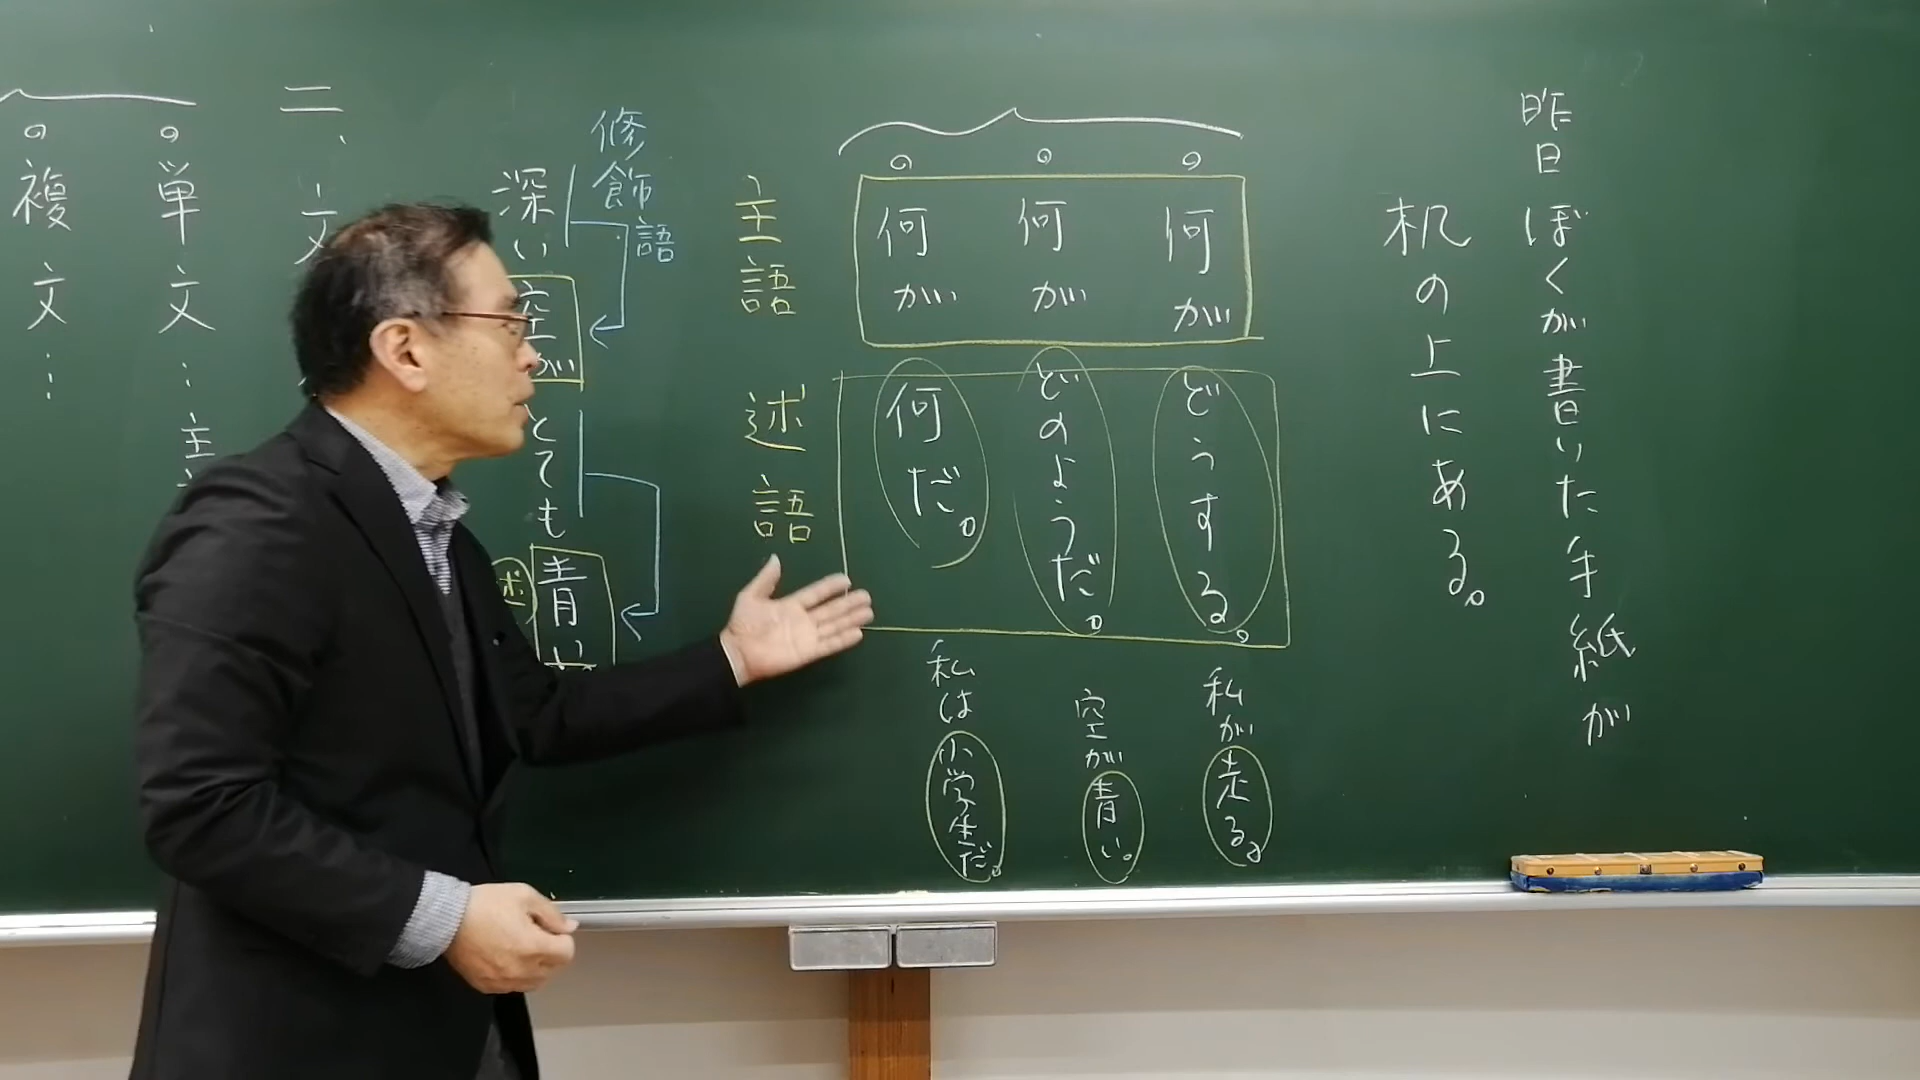 昨日ぼくが書いた手紙が
机の上にある。
。何がどうする。
私が走る。
。何がどのようだ。
空が青い。
。何が何だ。
私は小学生だ。
主語
述語
修飾語
深い空がとても青い
述
二、文
。単文…主
。複文…